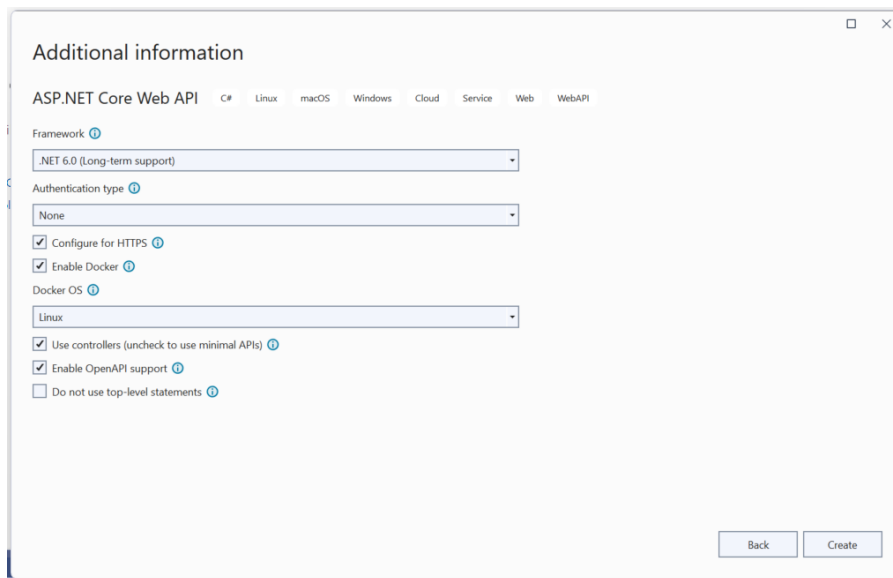 Additional information
ASP.NET Core Web API C# Linux macOS Windows Cloud Service Web WebAPI
Framework
.NET 6.0 (Long-term support)
Authentication type
None
Configure for HTTPS
Enable Docker
Docker OS
Linux
Use controllers (uncheck to use minimal APIs)
Enable OpenAPI support
Do not use top-level statements
Back Create